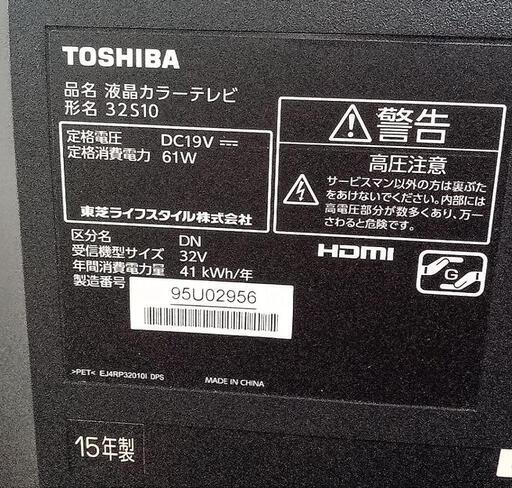 TOSHIBA
品名 液晶カラーテレビ
形名 32S10
定格電圧 DC19V ⎓
定格消費電力 61W
東芝ライフスタイル株式会社
区分名 DN
受信機型サイズ 32V
年間消費電力量 41 kWh/年
製造番号
95U02956
>PET< EJ4RP32010I DPS
MADE IN CHINA
15年製
警告
高圧注意
サービスマン以外の方は裏ぶた
をあけないでください。内部には
高電圧部分が数多くあり、万一
さわると危険です。
HDMI
G